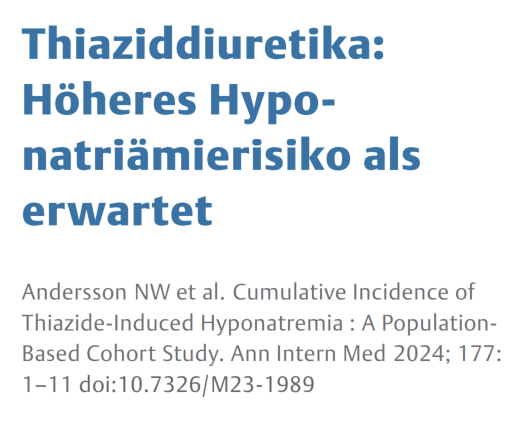 Thiaziddiuretika:
Höheres Hypo-
natriämierisiko als
erwartet
Andersson NW et al. Cumulative Incidence of
Thiazide-Induced Hyponatremia : A Population-
Based Cohort Study. Ann Intern Med 2024; 177:
1–11 doi:10.7326/M23-1989